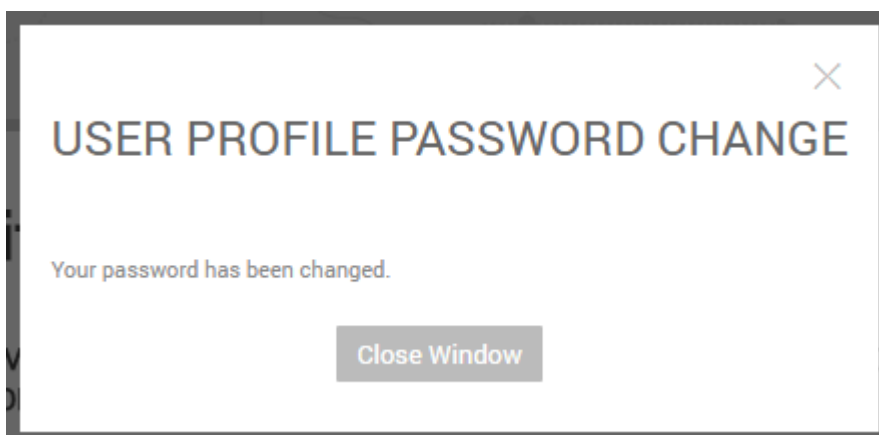 USER PROFILE PASSWORD CHANGE
Your password has been changed.
Close Window